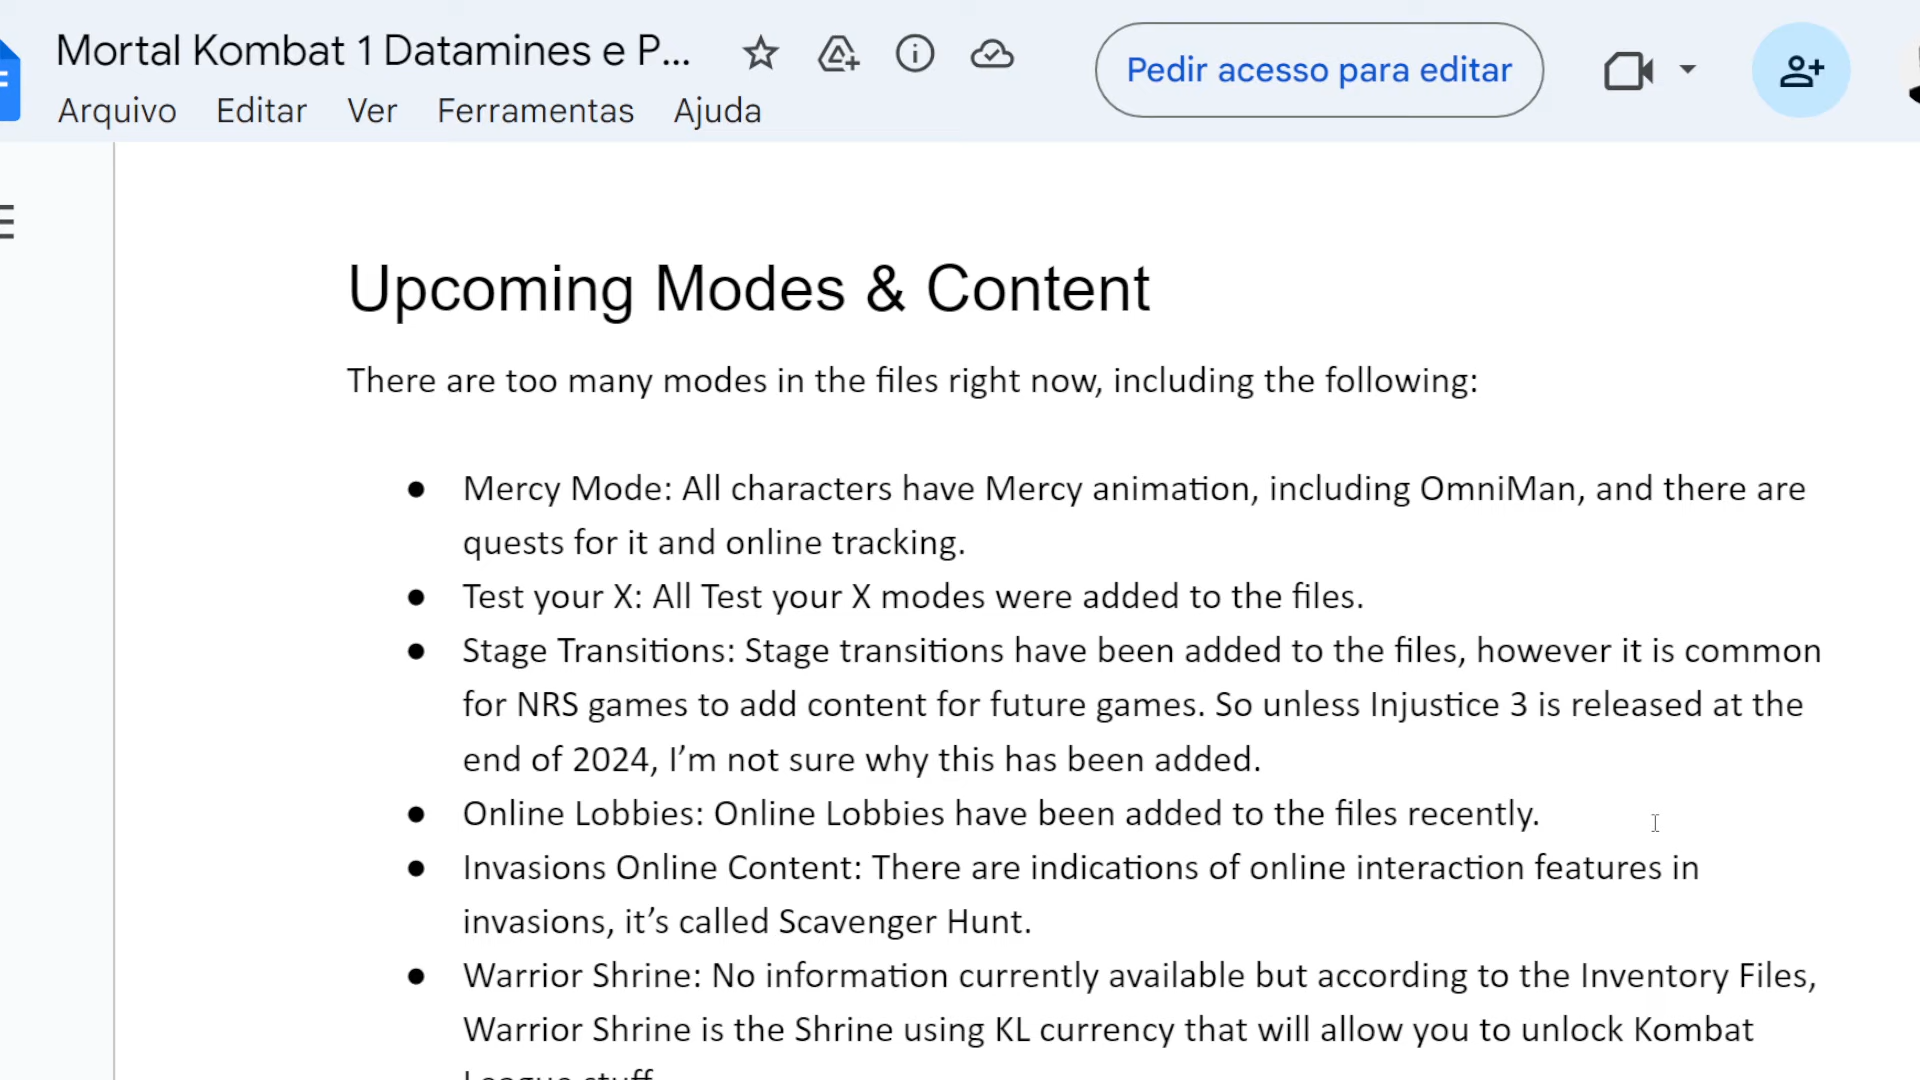 Mortal Kombat 1 Datamines e P...
Pedir acesso para editar
Arquivo Editar Ver Ferramentas Ajuda
Upcoming Modes & Content
There are too many modes in the files right now, including the following:
● Mercy Mode: All characters have Mercy animation, including OmniMan, and there are
quests for it and online tracking.
● Test your X: All Test your X modes were added to the files.
● Stage Transitions: Stage transitions have been added to the files, however it is common
for NRS games to add content for future games. So unless Injustice 3 is released at the
end of 2024, I’m not sure why this has been added.
● Online Lobbies: Online Lobbies have been added to the files recently.
● Invasions Online Content: There are indications of online interaction features in
invasions, it’s called Scavenger Hunt.
● Warrior Shrine: No information currently available but according to the Inventory Files,
Warrior Shrine is the Shrine using KL currency that will allow you to unlock Kombat
League stuff